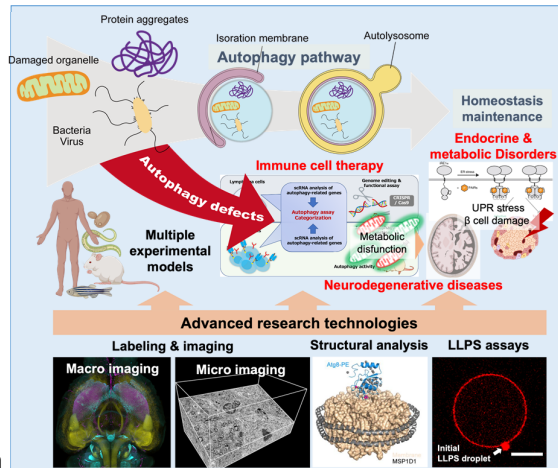 Protein aggregates
Isoration membrane
Autolysosome
Damaged organelle
Autophagy pathway
Bacteria
Virus
Homeostasis
maintenance
Autophagy defects
Immune cell therapy
Endocrine &
metabolic Disorders
scRNA analysis of
autophagy-related genes
Autophagy assay
Categorization
scRNA analysis of
autophagy-related genes
Genome editing &
functional assay
CRISPR
/ Cas9
Metabolic
disfunction
Autophagy activity
UPR stress
β cell damage
Multiple
experimental
models
Neurodegenerative diseases
Advanced research technologies
Labeling & imaging
Structural analysis
LLPS assays
Macro imaging
Micro imaging
Atg8-PE
MSP1D1
Initial
LLPS droplet